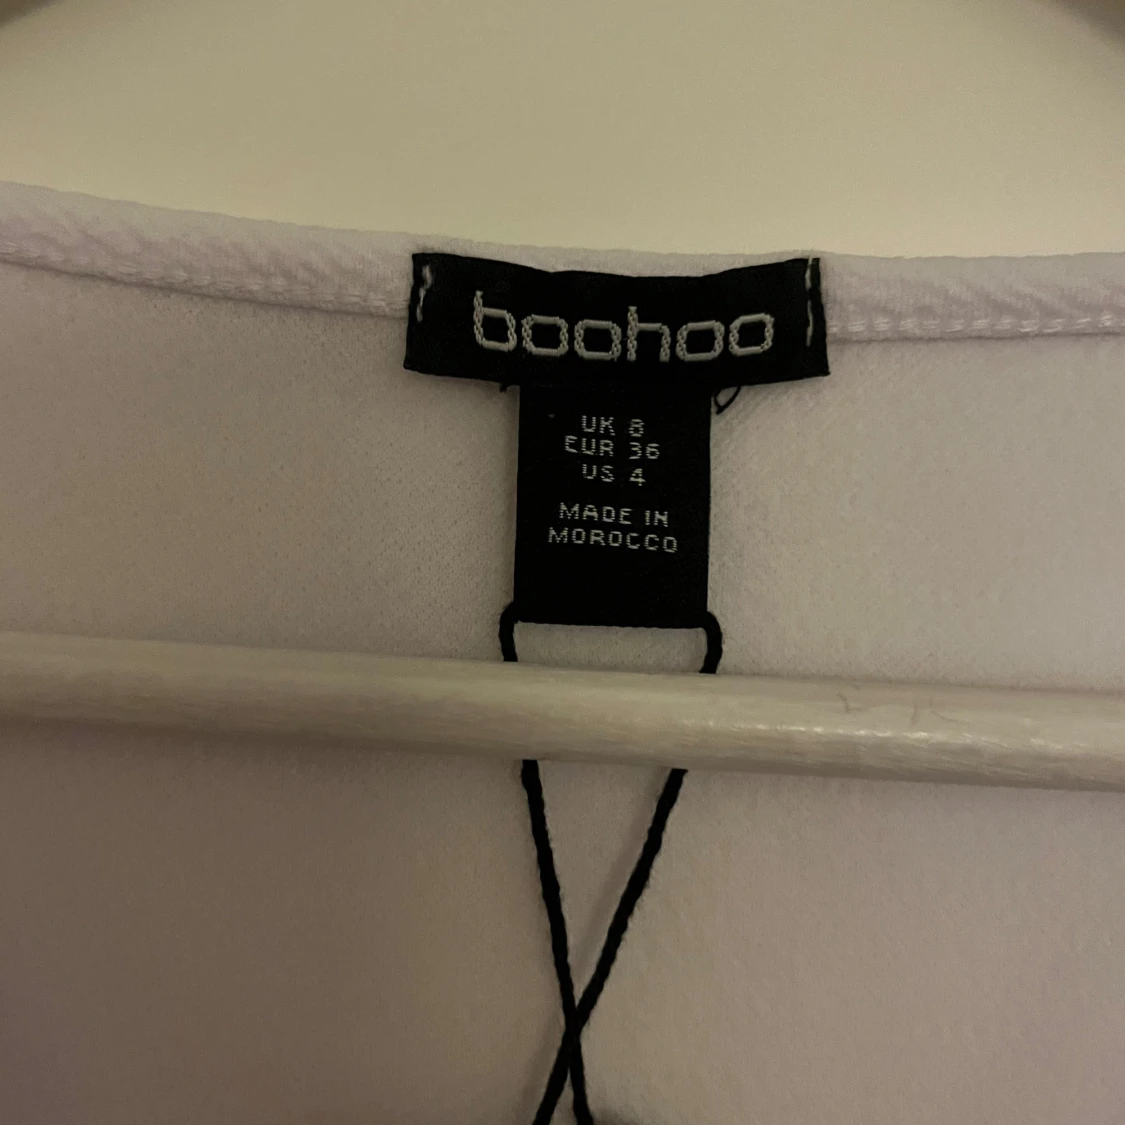 boohoo
UK 8
EUR 36
US 4
MADE IN
MOROCCO